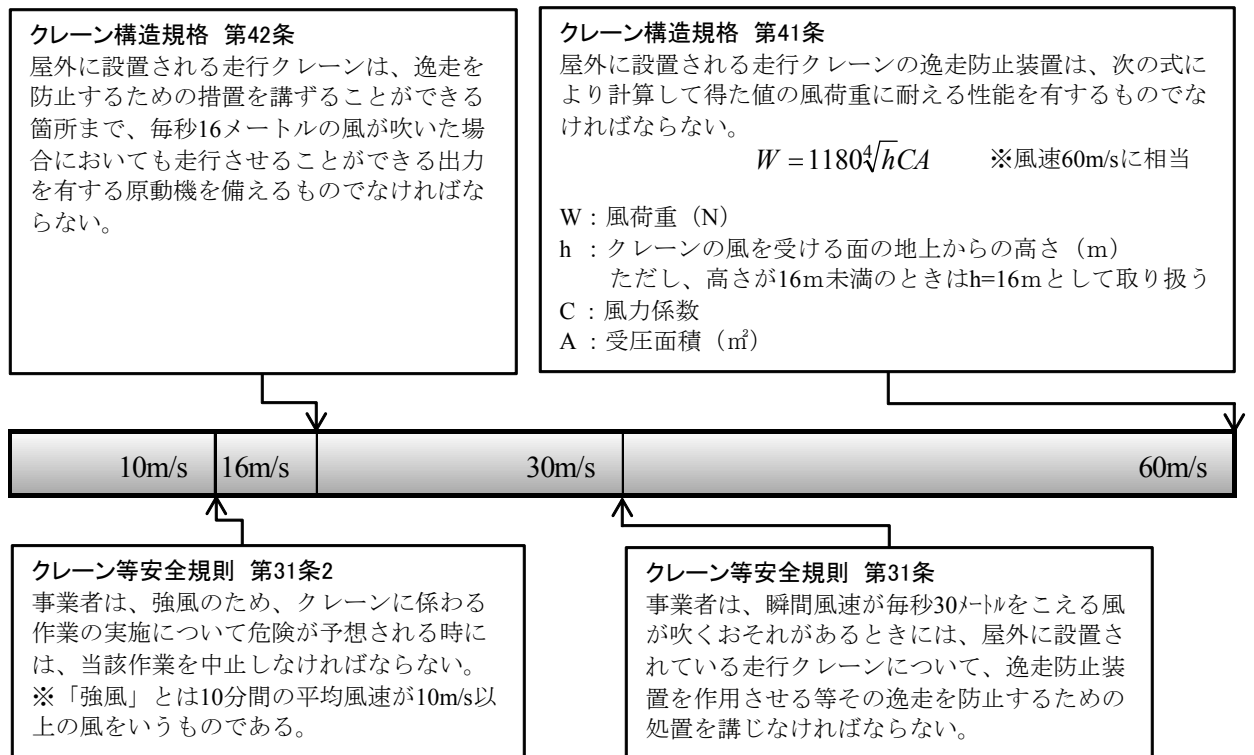 クレーン構造規格 第42条
屋外に設置される走行クレーンは、逸走を
防止するための措置を講ずることができる
箇所まで、毎秒16メートルの風が吹いた場
合においても走行させることができる出力
を有する原動機を備えるものでなければな
らない。
クレーン構造規格 第41条
屋外に設置される走行クレーンの逸走防止装置は、次の式に
より計算して得た値の風荷重に耐える性能を有するものでな
ければならない。
W = 1180∜hCA ※風速60m/sに相当
W：風荷重（N）
h ：クレーンの風を受ける面の地上からの高さ（m）
ただし、高さが16m未満のときはh=16mとして取り扱う
C：風力係数
A：受圧面積（㎡）
10m/s 16m/s 30m/s 60m/s
クレーン等安全規則 第31条2
事業者は、強風のため、クレーンに係わる
作業の実施について危険が予想される時に
は、当該作業を中止しなければならない。
※「強風」とは10分間の平均風速が10m/s以
上の風をいうものである。
クレーン等安全規則 第31条
事業者は、瞬間風速が毎秒30メートルをこえる風
が吹くおそれがあるときには、屋外に設置さ
れている走行クレーンについて、逸走防止装
置を作用させる等その逸走を防止するための
処置を講じなければならない。